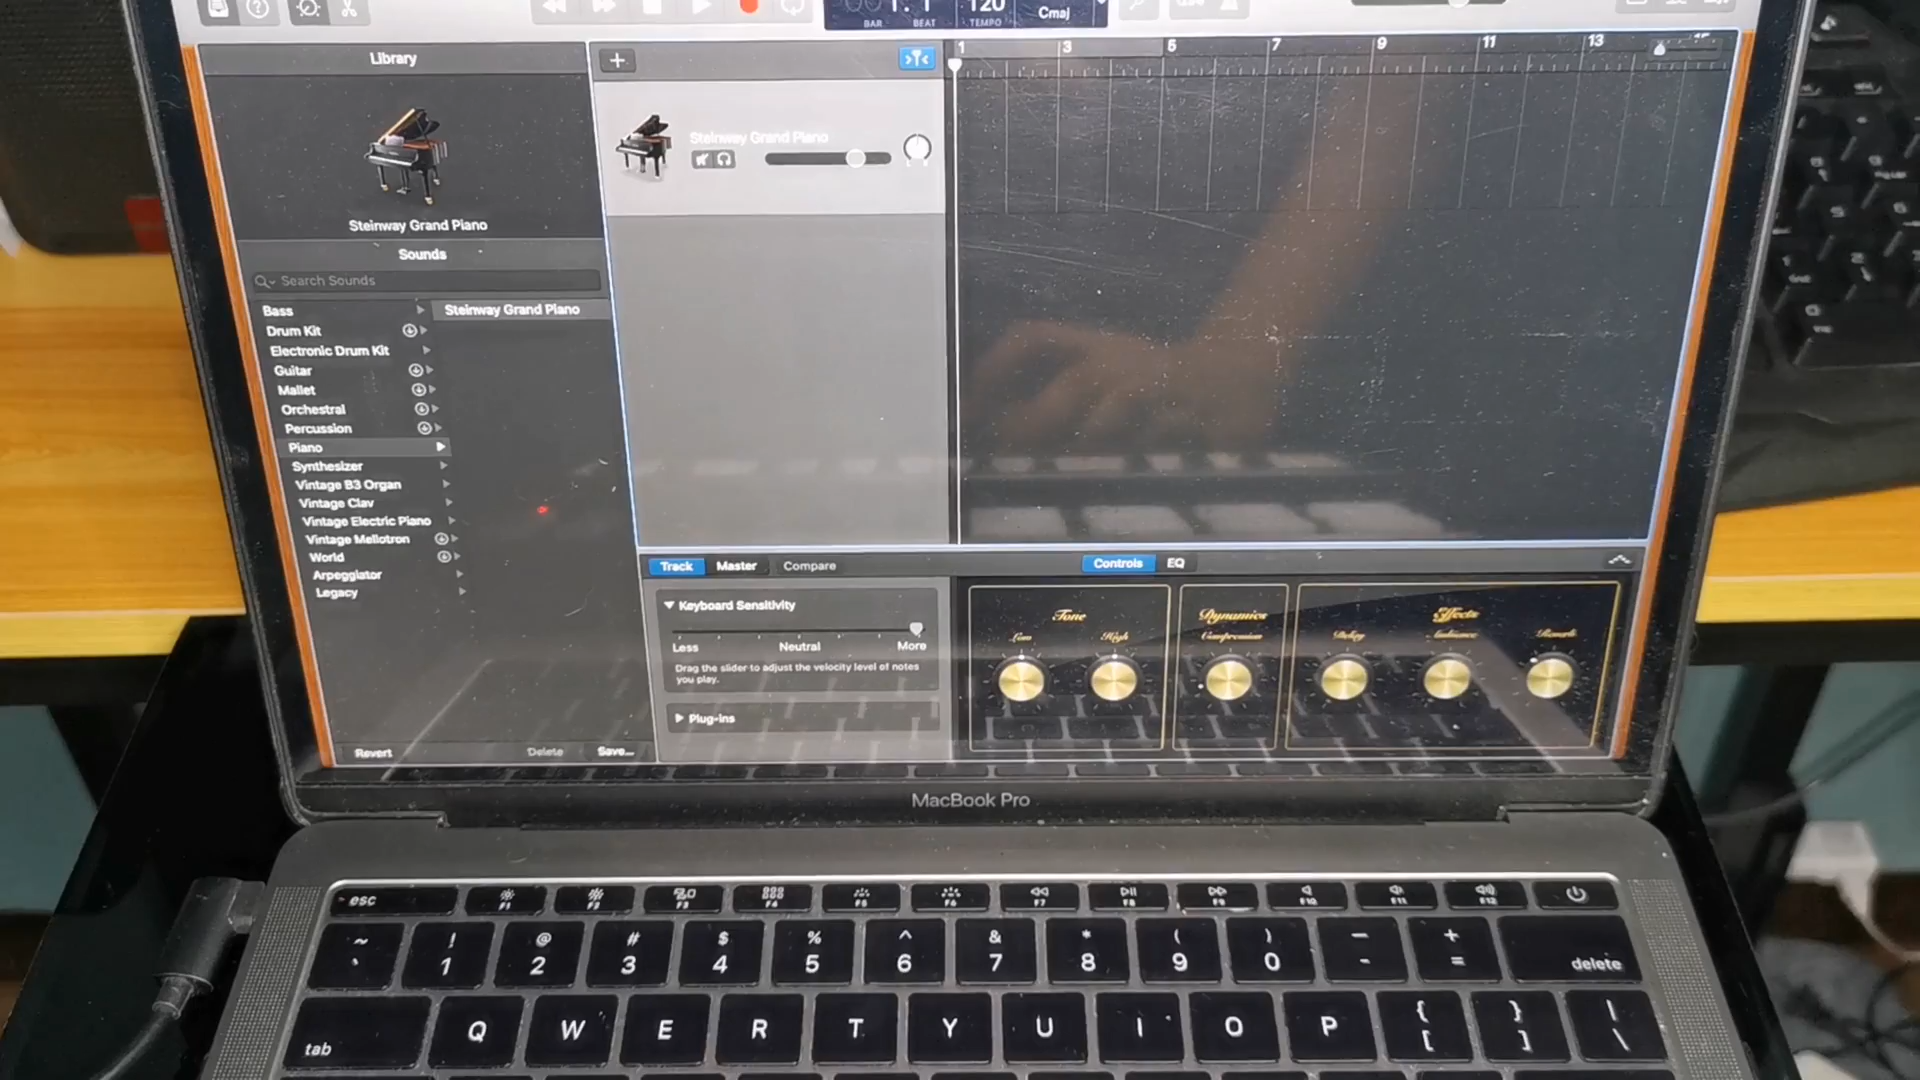 1 1
120
Cmaj
BAR
BEAT
TEMPO
Library
1
3
5
7
9
11
13
15
Steinway Grand Piano
Steinway Grand Piano
Sounds
Search Sounds
Bass
Steinway Grand Piano
Drum Kit
Electronic Drum Kit
Guitar
Mallet
Orchestral
Percussion
Piano
Synthesizer
Vintage B3 Organ
Vintage Clav
Vintage Electric Piano
Vintage Mellotron
World
Arpeggiator
Legacy
Revert
Delete
Save...
Track
Master
Compare
Controls
EQ
Keyboard Sensitivity
Less
Neutral
More
Drag the slider to adjust the velocity level of notes
you play.
Plug-ins
Tone
Dynamics
Effects
Low
High
Compression
Delay
Ambience
Reverb
MacBook Pro
esc
F1
F2
F3
F4
F5
F6
F7
F8
F9
F10
F11
F12
~ ! @ # $ % ^ & * ( ) — +
` 1 2 3 4 5 6 7 8 9 0 - =
delete
tab
Q W E R T Y U I O P { [ } ] | \